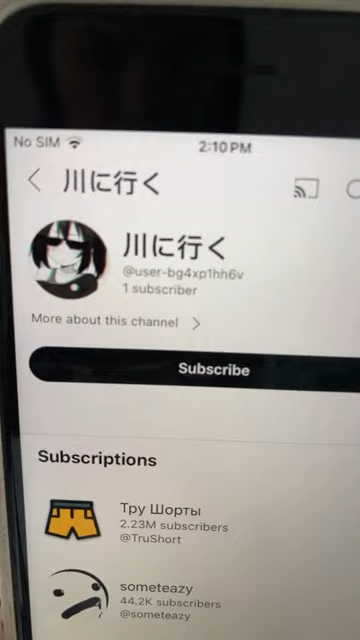 No SIM 2:10 PM
川に行く
川に行く
@user-bg4xp1hh6v
1 subscriber
More about this channel
Subscribe
Subscriptions
Тру Шорты
2.23M subscribers
@TruShort
someteazy
44.2K subscribers
@someteazy